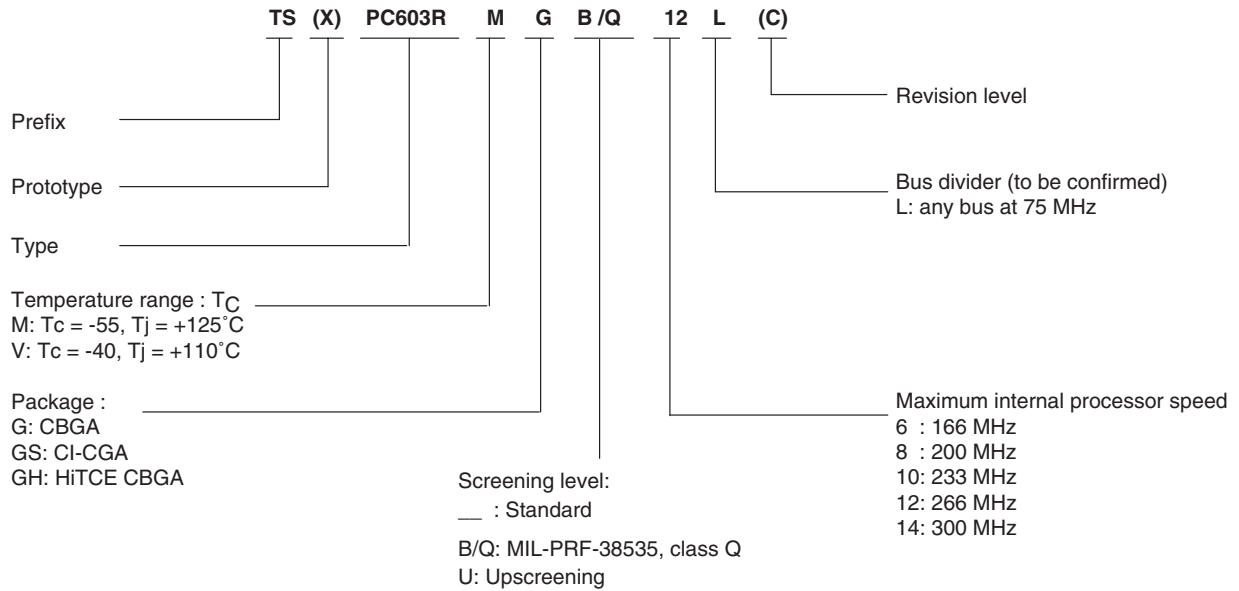 TS (X) PC603R M G B /Q 12 L (C)
Prefix
Prototype
Type
Temperature range : TC
M: Tc = -55, Tj = +125˚C
V: Tc = -40, Tj = +110˚C
Package :
G: CBGA
GS: CI-CGA
GH: HiTCE CBGA
Screening level:
__ : Standard
B/Q: MIL-PRF-38535, class Q
U: Upscreening
Revision level
Bus divider (to be confirmed)
L: any bus at 75 MHz
Maximum internal processor speed
6 : 166 MHz
8 : 200 MHz
10: 233 MHz
12: 266 MHz
14: 300 MHz